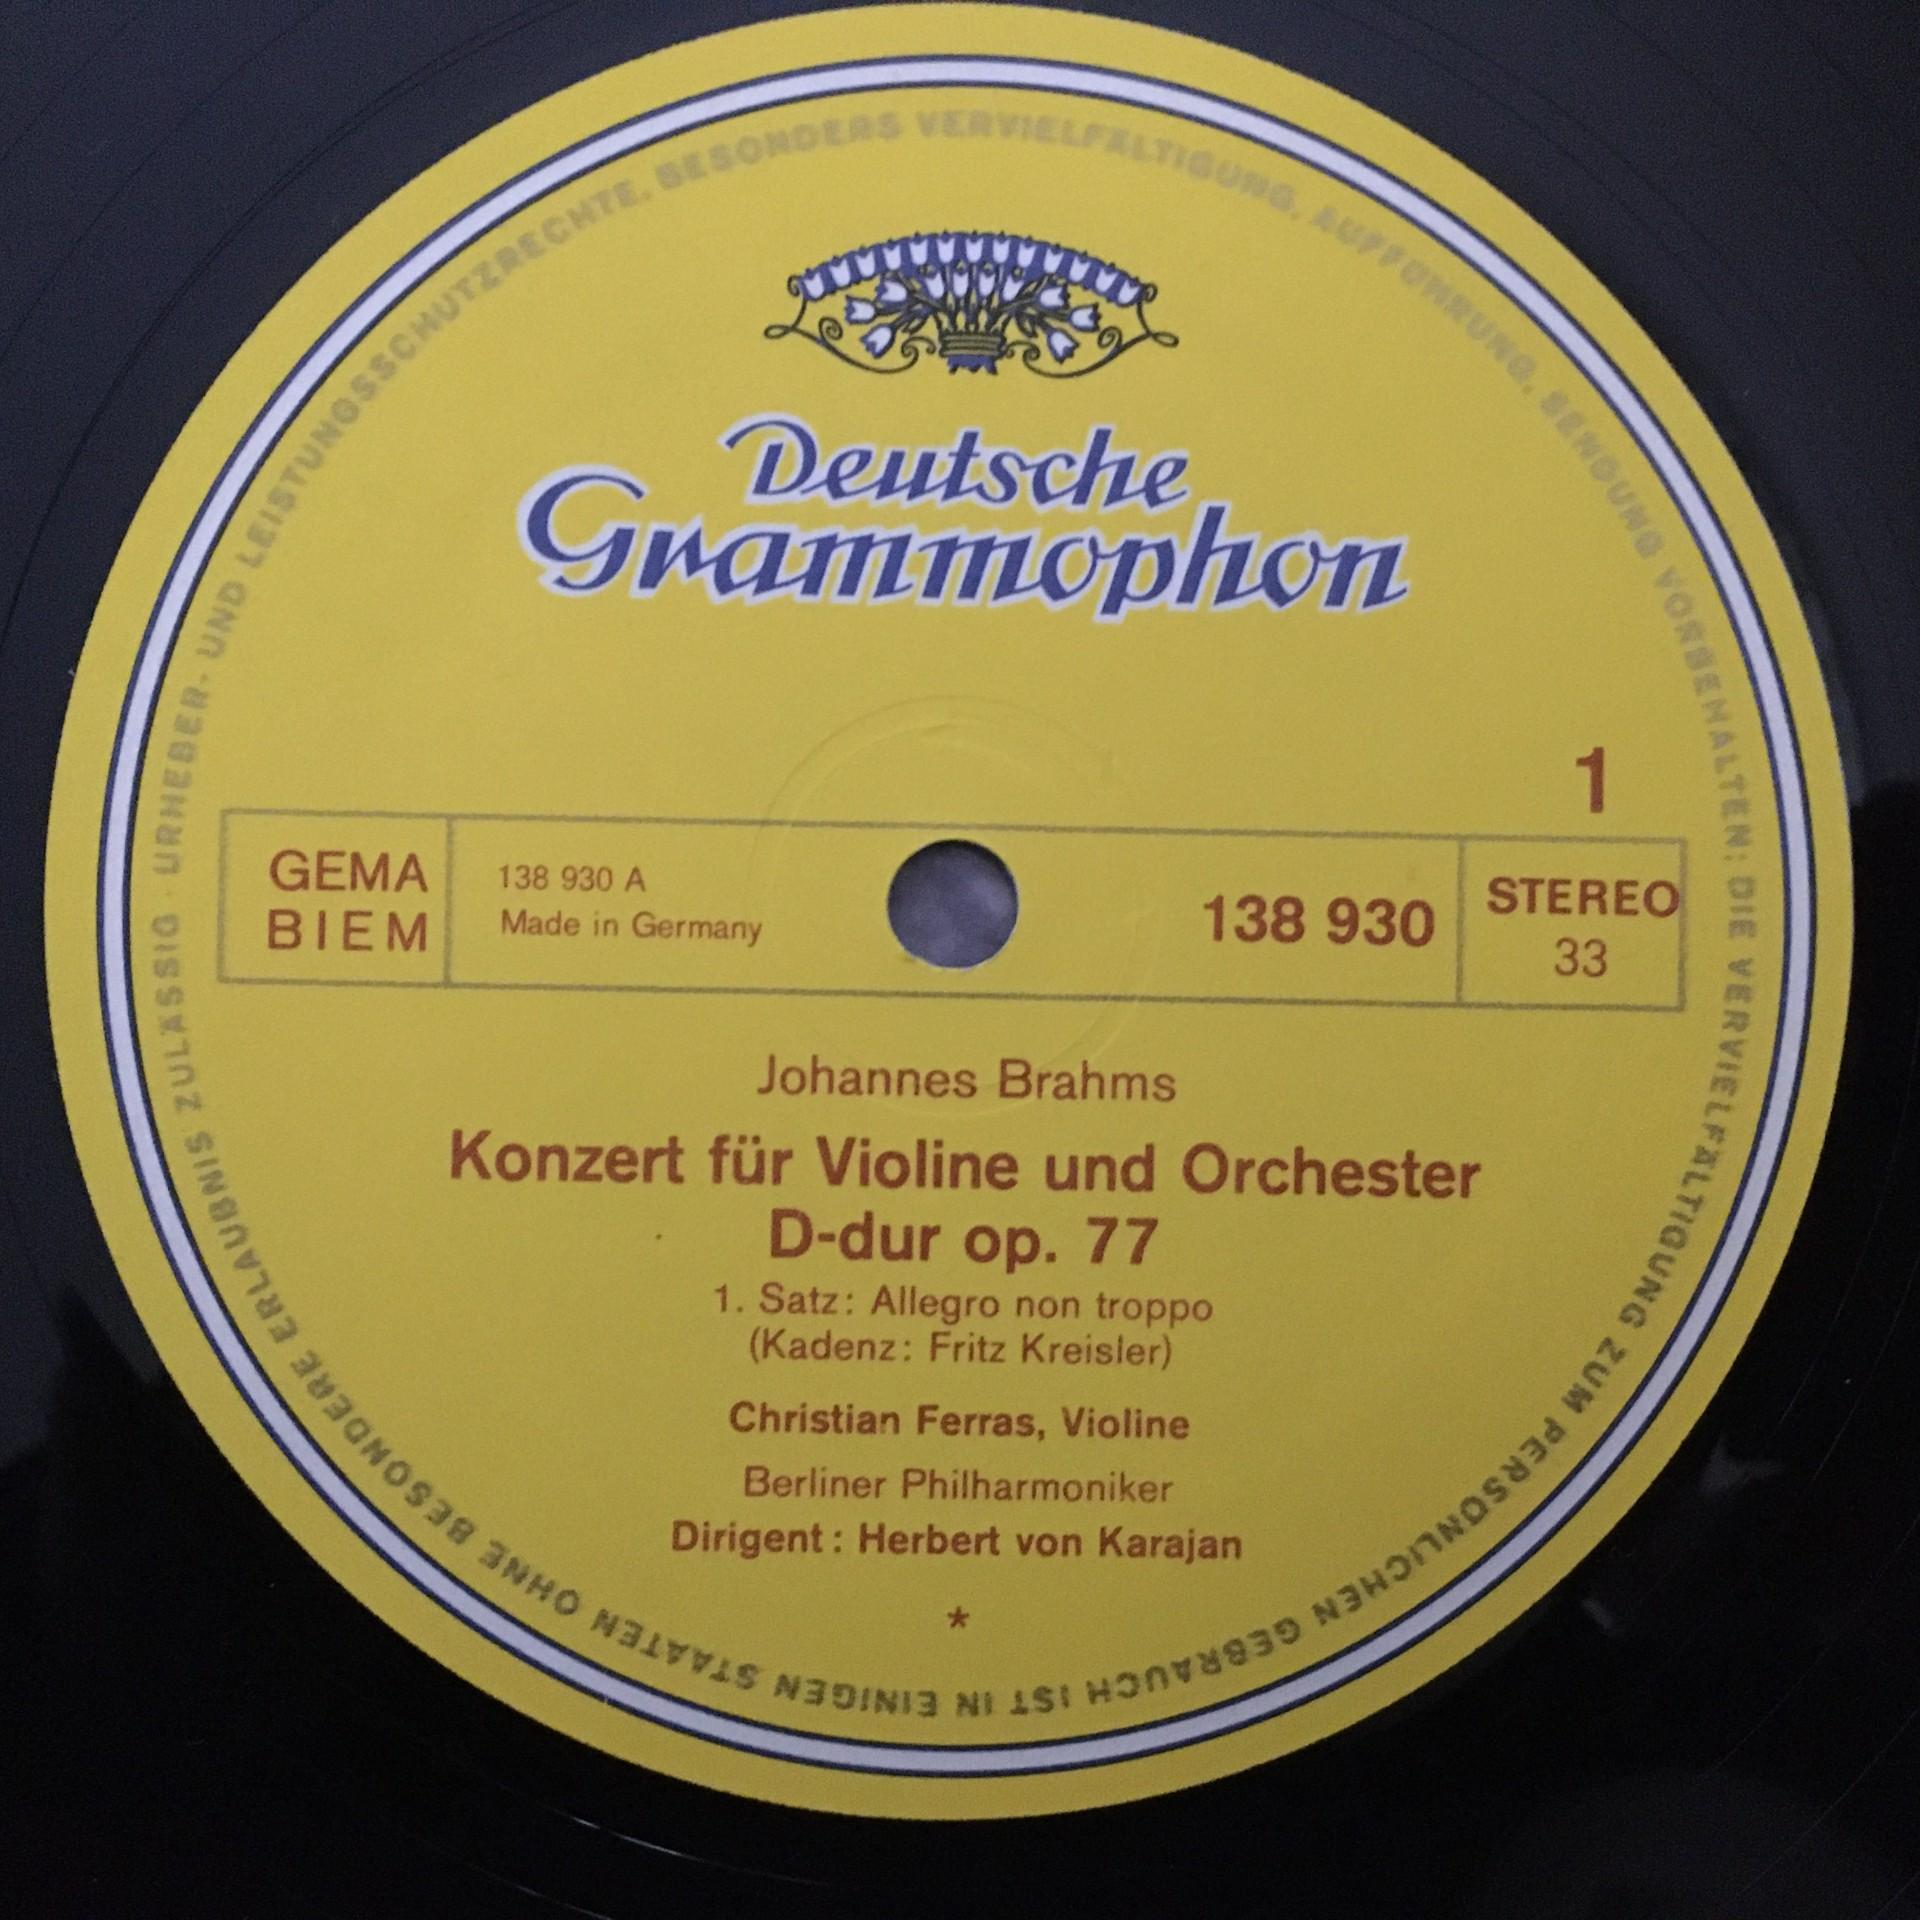 URHEBER- UND LEISTUNGSSCHUTZRECHTE, BESONDERS VERVIELFÄLTIGUNG, AUFFÜHRUNG, SENDUNG VORBEHALTEN: DIE VERVIELFÄLTIGUNG ZUM PERSÖNLICHEN GEBRAUCH IST IN EINIGEN STAATEN OHNE BESONDERE ERLAUBNIS ZULÄSSIG ·
Deutsche
Grammophon
1
GEMA
BIEM
138 930 A
Made in Germany
138 930
STEREO
33
Johannes Brahms
Konzert für Violine und Orchester
D-dur op. 77
1. Satz: Allegro non troppo
(Kadenz: Fritz Kreisler)
Christian Ferras, Violine
Berliner Philharmoniker
Dirigent: Herbert von Karajan
*